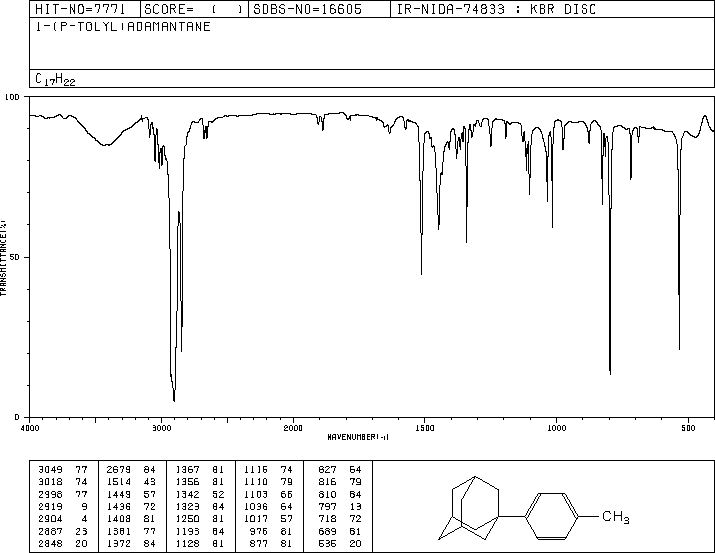 HIT-NO=7771 SCORE= ( ) SDBS-NO=16605 IR-NIDA-74833 : KBR DISC
1-(P-TOLYL)ADAMANTANE
C17H22
100
50
0
TRANSMITTANCE(%)
4000 3000 2000 1500 1000 500
WAVENUMBER(-1)
3049 77 2679 84 1367 81 1116 74 827 64
3018 74 1514 43 1356 81 1110 79 816 79
2998 77 1449 57 1342 52 1103 66 810 84
2919 9 1436 72 1323 84 1036 64 797 13
2904 4 1408 81 1250 81 1017 57 718 72
2887 23 1381 77 1193 84 976 81 689 81
2848 20 1372 84 1128 81 877 81 535 20
CH3